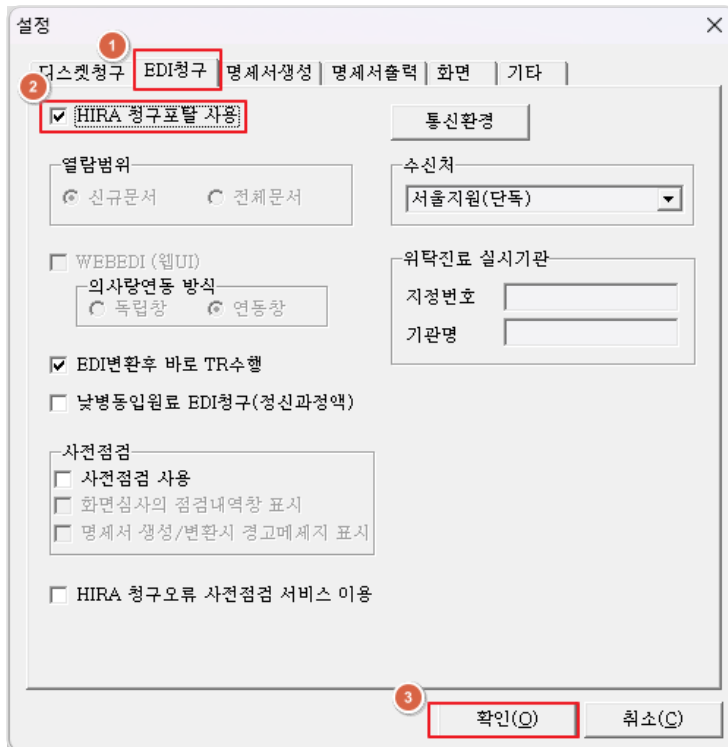 설정
1
디스켓청구 EDI청구 명세서생성 명세서출력 화면 기타
2
HIRA 청구포탈 사용
통신환경
열람범위
신규문서 전체문서
수신처
서울지원(단독)
WEBEDI(웹UI)
의사랑연동 방식
독립창 연동창
위탁진료 실시기관
지정번호
기관명
EDI변환후 바로 TR수행
낮병동입원료 EDI청구(정신과정액)
사전점검
사전점검 사용
화면심사의 점검내역창 표시
명세서 생성/변환시 경고메세지 표시
HIRA 청구오류 사전점검 서비스 이용
3
확인(O) 취소(C)